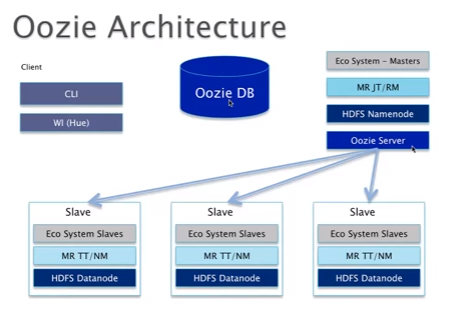 Oozie Architecture
Client
CLI
WI (Hue)
Oozie DB
Eco System - Masters
MR JT/RM
HDFS Namenode
Oozie Server
Slave
Eco System Slaves
MR TT/NM
HDFS Datanode
Slave
Eco System Slaves
MR TT/NM
HDFS Datanode
Slave
Eco System Slaves
MR TT/NM
HDFS Datanode